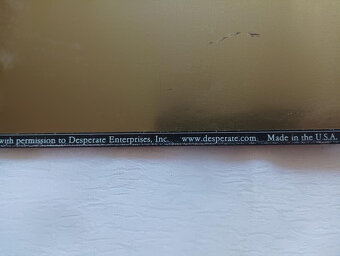 with permission to Desperate Enterprises, Inc. www.desperate.com Made in the U.S.A.